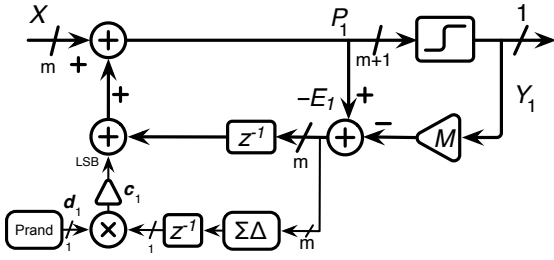 X
P1
1
m
+
+
m+1
+
+
−E1
+
−
Y1
+
z-1
m
+
M
LSB
c1
d1
Prand
1
×
1
z-1
ΣΔ
m